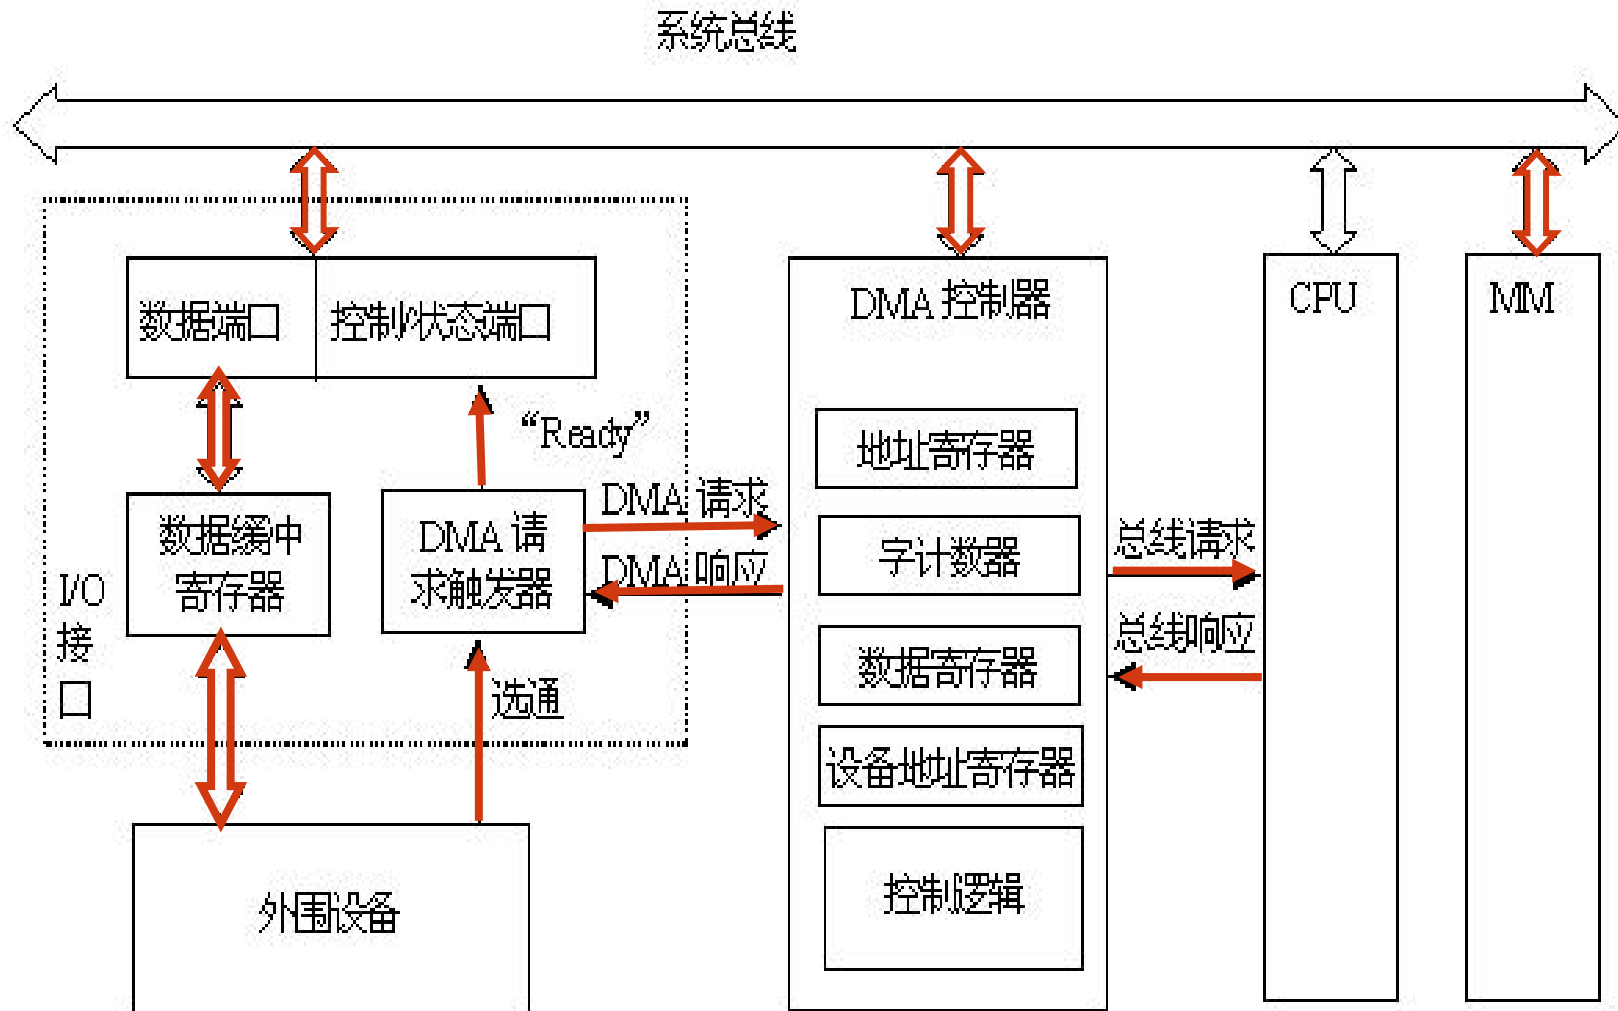 系统总线
数据端口
控制/状态端口
DMA 控制器
CPU
MM
“Ready”
地址寄存器
DMA 请求
数据缓冲
寄存器
DMA 请
求触发器
字计数器
总线请求
DMA 响应
I/O
接
口
总线响应
数据寄存器
选通
设备地址寄存器
控制逻辑
外围设备